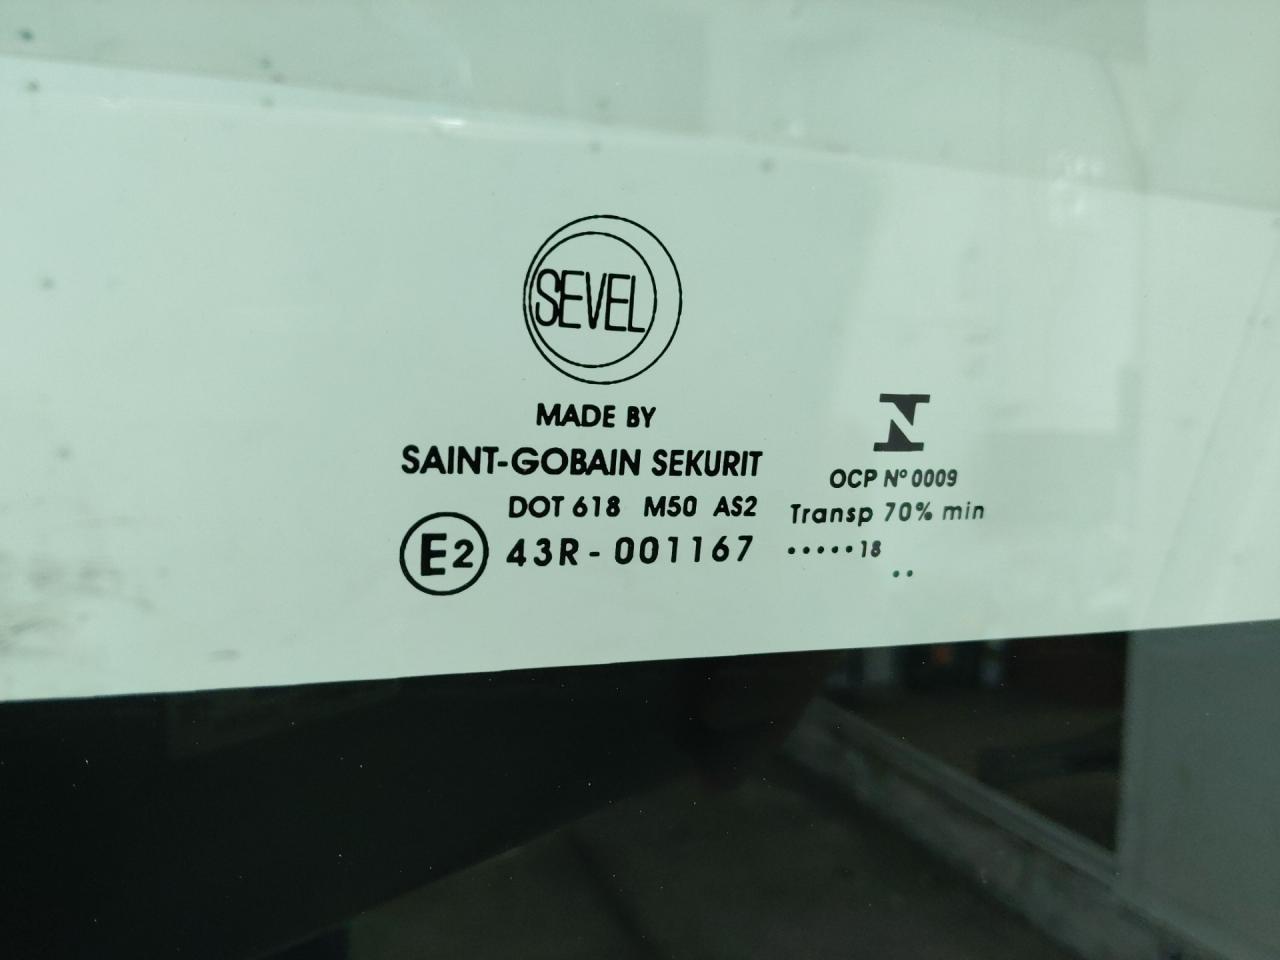 SEVEL
MADE BY
SAINT-GOBAIN SEKURIT
DOT 618 M50 AS2
E2 43R-001167
N
OCP Nº 0009
Transp 70% min
•••••18
••